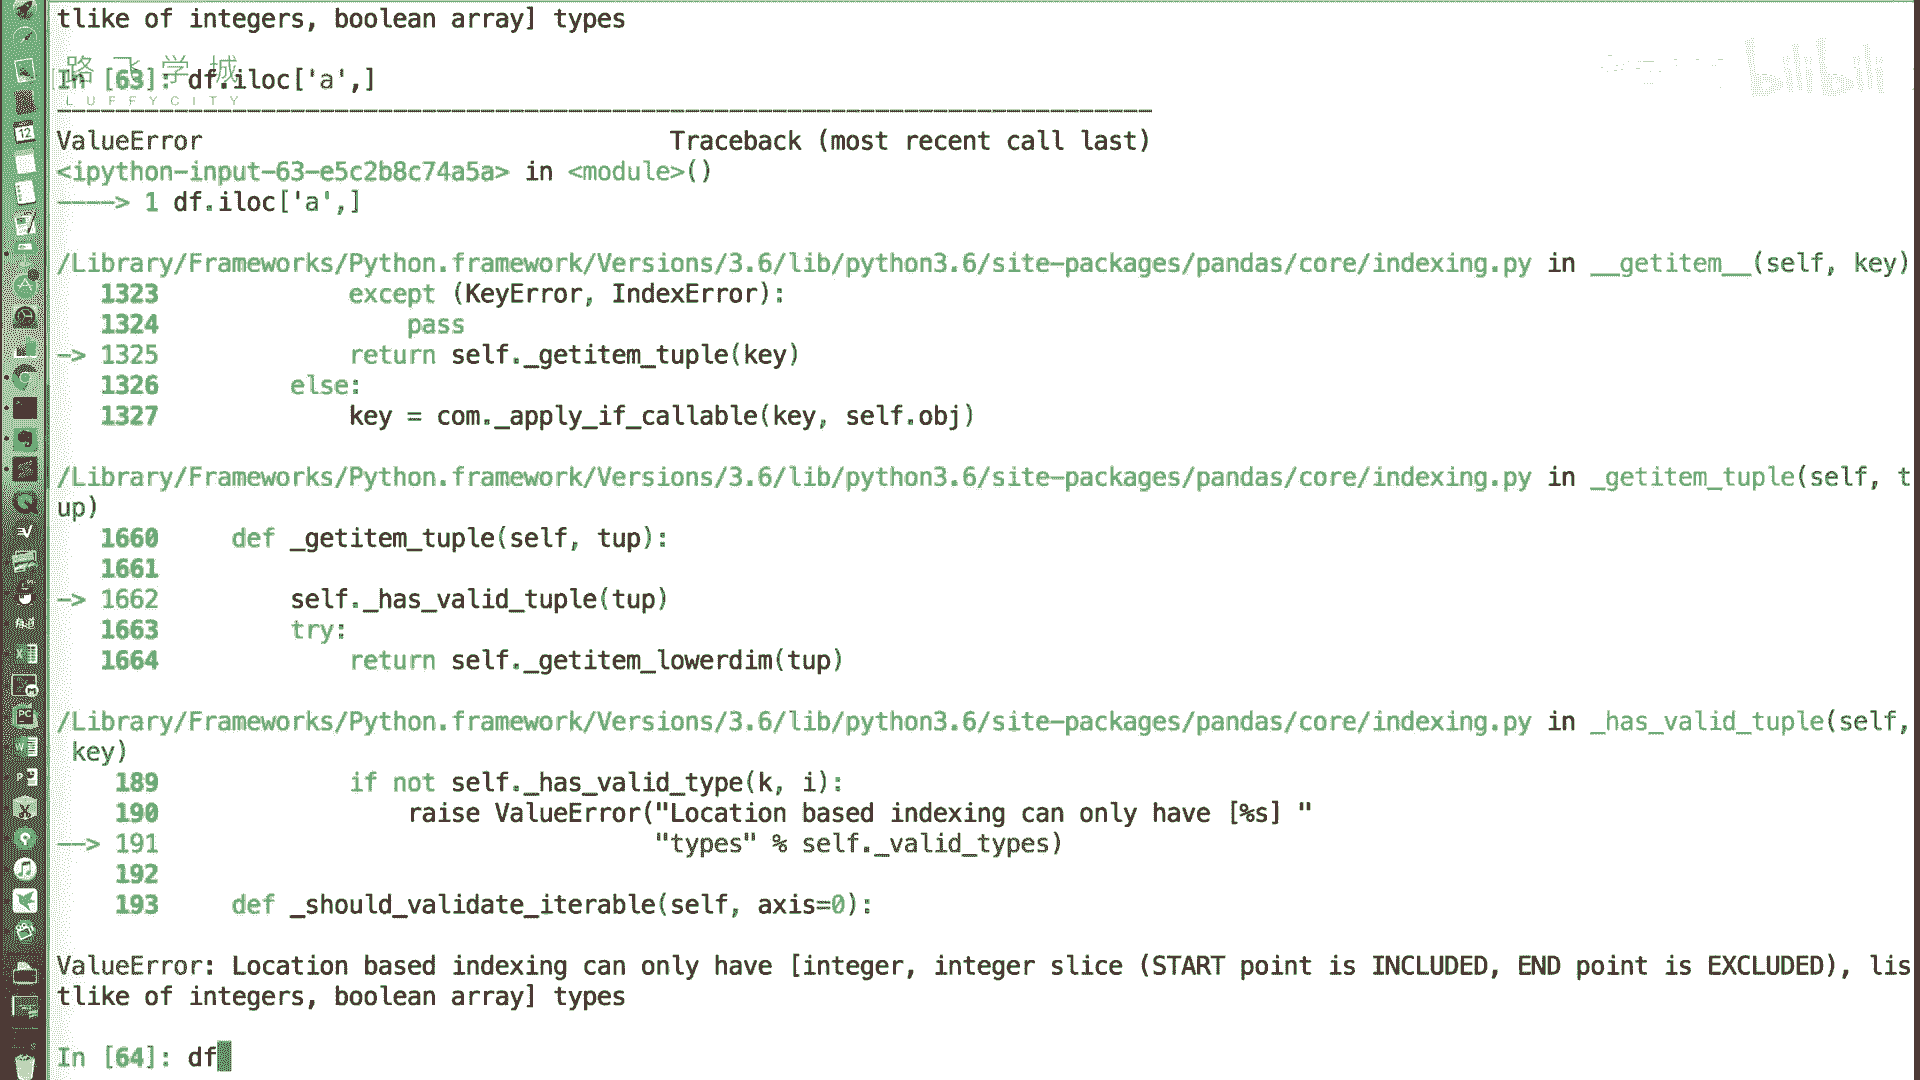 tlike of integers, boolean array] types
路飞学城
In [63]: df.iloc['a',]
LUFFYCITY
bilibili
---------------------------------------------------------------------------
ValueError                                Traceback (most recent call last)
<ipython-input-63-e5c2b8c74a5a> in <module>()
----> 1 df.iloc['a',]
/Library/Frameworks/Python.framework/Versions/3.6/lib/python3.6/site-packages/pandas/core/indexing.py in __getitem__(self, key)
   1323             except (KeyError, IndexError):
   1324                 pass
-> 1325             return self._getitem_tuple(key)
   1326         else:
   1327             key = com._apply_if_callable(key, self.obj)
/Library/Frameworks/Python.framework/Versions/3.6/lib/python3.6/site-packages/pandas/core/indexing.py in _getitem_tuple(self, t
up)
   1660     def _getitem_tuple(self, tup):
   1661
-> 1662         self._has_valid_tuple(tup)
   1663         try:
   1664             return self._getitem_lowerdim(tup)
/Library/Frameworks/Python.framework/Versions/3.6/lib/python3.6/site-packages/pandas/core/indexing.py in _has_valid_tuple(self,
 key)
    189             if not self._has_valid_type(k, i):
    190                 raise ValueError("Location based indexing can only have [%s] "
--> 191                                  "types" % self._valid_types)
    192
    193     def _should_validate_iterable(self, axis=0):
ValueError: Location based indexing can only have [integer, integer slice (START point is INCLUDED, END point is EXCLUDED), lis
tlike of integers, boolean array] types
In [64]: df